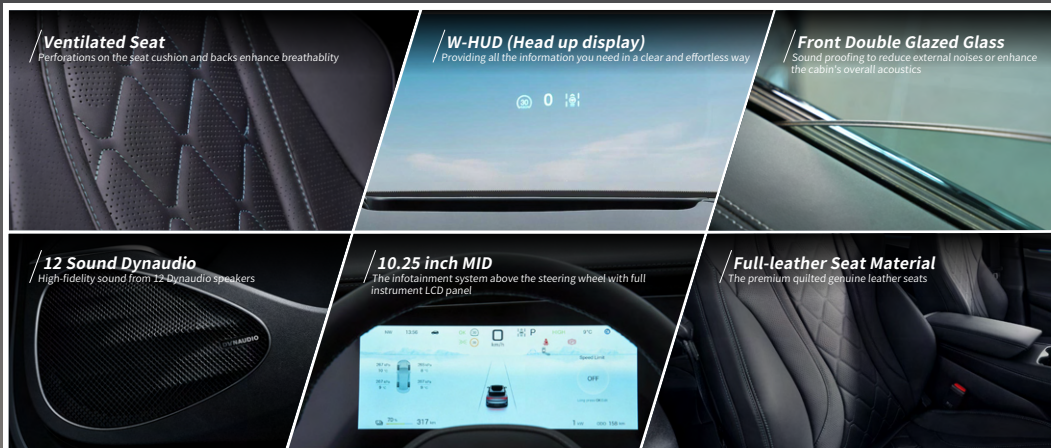 Ventilated Seat
Perforations on the seat cushion and backs enhance breathablity
W-HUD (Head up display)
Providing all the information you need in a clear and effortless way
30 0
Front Double Glazed Glass
Sound proofing to reduce external noises or enhance
the cabin's overall acoustics
12 Sound Dynaudio
High-fidelity sound from 12 Dynaudio speakers
DYNAUDIO
10.25 inch MID
The infotainment system above the steering wheel with full
instrument LCD panel
0 P
km/h
Speed Limit
OFF
317
Full-leather Seat Material
The premium quilted genuine leather seats